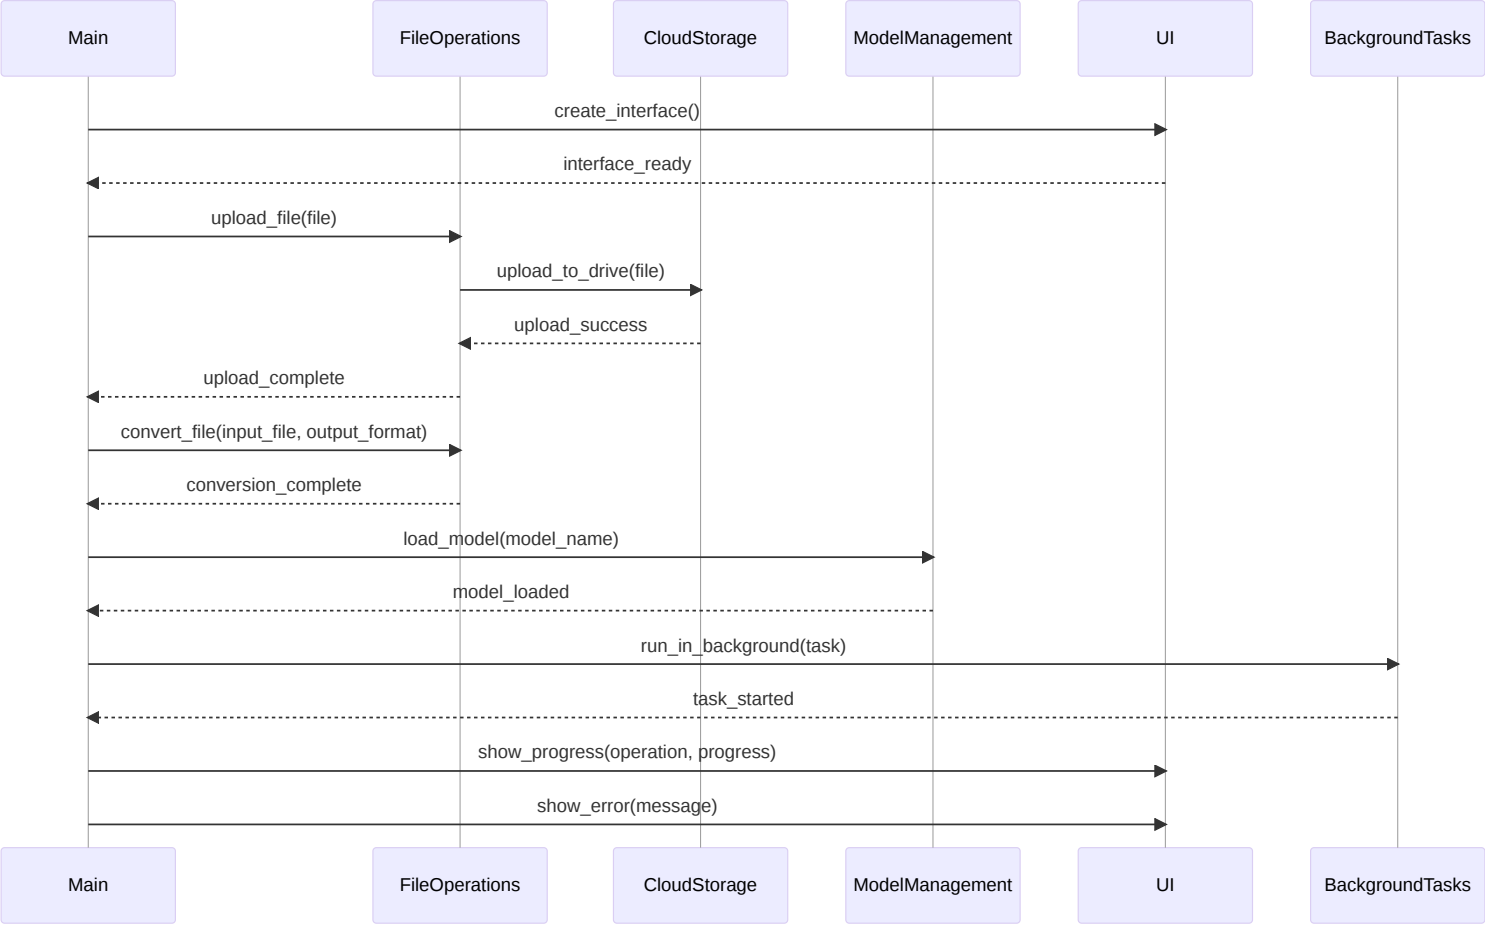 Main
FileOperations
CloudStorage
ModelManagement
UI
BackgroundTasks
create_interface()
interface_ready
upload_file(file)
upload_to_drive(file)
upload_success
upload_complete
convert_file(input_file, output_format)
conversion_complete
load_model(model_name)
model_loaded
run_in_background(task)
task_started
show_progress(operation, progress)
show_error(message)
Main
FileOperations
CloudStorage
ModelManagement
UI
BackgroundTasks